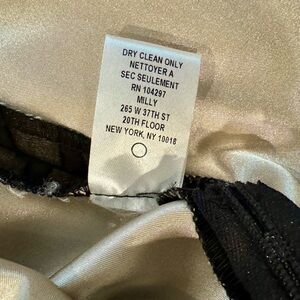 DRY CLEAN ONLY
NETTOYER A
SEC SEULEMENT
RN 104297
MILLY
265 W 37TH ST
20TH FLOOR
NEW YORK, NY 10018